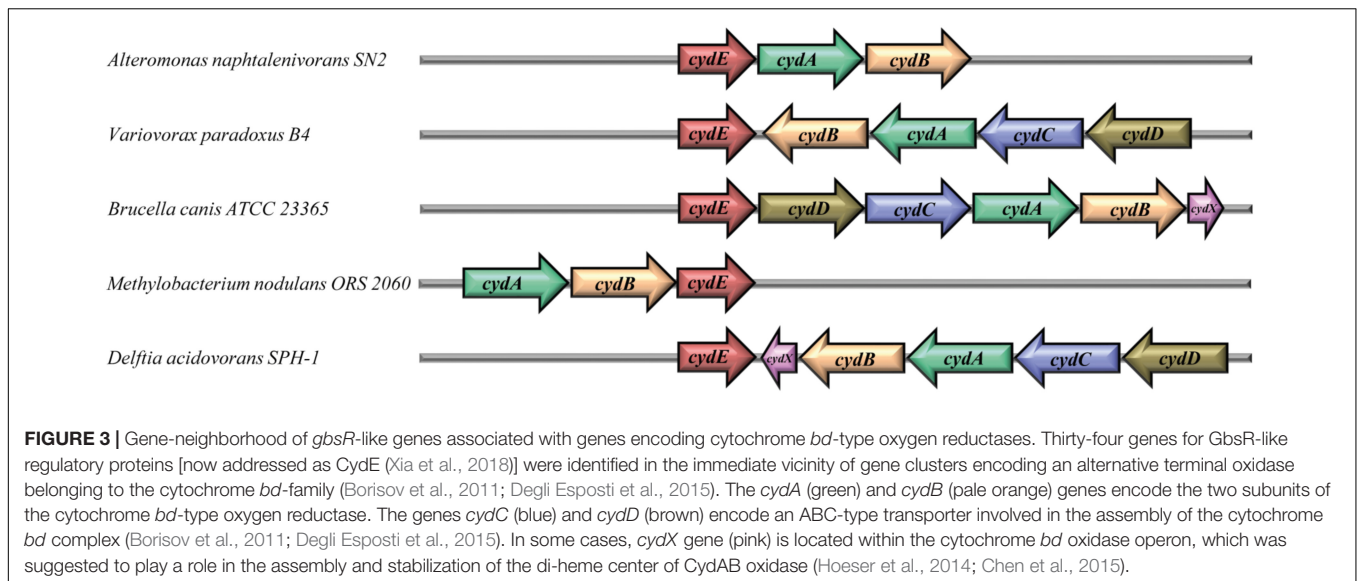 Alteromonas naphtalenivorans SN2 cydE cydA cydB
Variovorax paradoxus B4 cydE cydB cydA cydC cydD
Brucella canis ATCC 23365 cydE cydD cydC cydA cydB cydX
Methylobacterium nodulans ORS 2060 cydA cydB cydE
Delftia acidovorans SPH-1 cydE cydX cydB cydA cydC cydD
FIGURE 3 | Gene-neighborhood of gbsR-like genes associated with genes encoding cytochrome bd-type oxygen reductases. Thirty-four genes for GbsR-like
regulatory proteins [now addressed as CydE (Xia et al., 2018)] were identified in the immediate vicinity of gene clusters encoding an alternative terminal oxidase
belonging to the cytochrome bd-family (Borisov et al., 2011; Degli Esposti et al., 2015). The cydA (green) and cydB (pale orange) genes encode the two subunits of
the cytochrome bd-type oxygen reductase. The genes cydC (blue) and cydD (brown) encode an ABC-type transporter involved in the assembly of the cytochrome
bd complex (Borisov et al., 2011; Degli Esposti et al., 2015). In some cases, cydX gene (pink) is located within the cytochrome bd oxidase operon, which was
suggested to play a role in the assembly and stabilization of the di-heme center of CydAB oxidase (Hoeser et al., 2014; Chen et al., 2015).